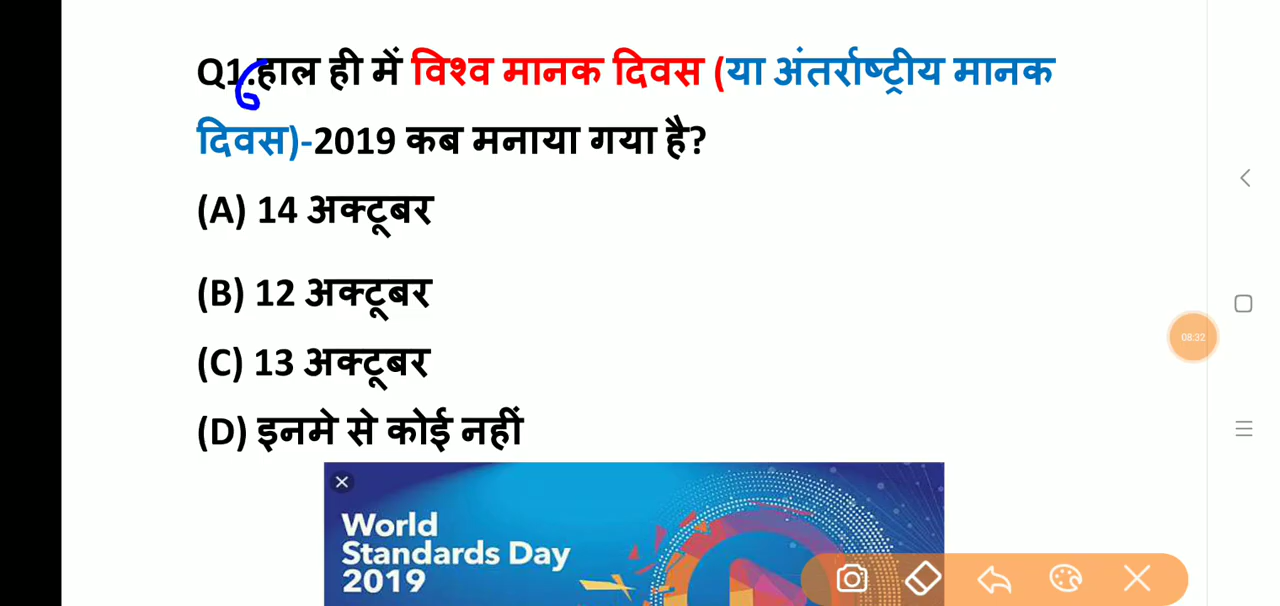 Q1.हाल ही में विश्व मानक दिवस (या अंतर्राष्ट्रीय मानक
दिवस)-2019 कब मनाया गया है?
(A) 14 अक्टूबर
(B) 12 अक्टूबर
(C) 13 अक्टूबर
(D) इनमे से कोई नहीं
08:32
World
Standards Day
2019